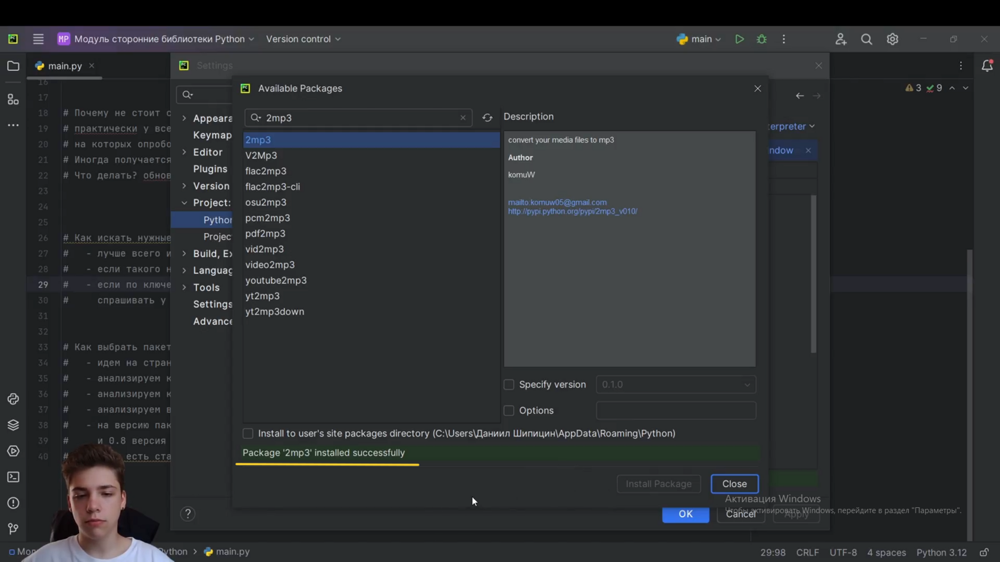 MP Модуль сторонние библиотеки Python
Version control
main
main.py
Settings
16
17
18 # Почему не стоит с
19 # практически у все
20 # на которых опробо
21 # Иногда получается
22 # Что делать? обнов
23
24
25
26 # Как искать нужные
27 # - лучше всего и
28 # - если такого н
29 # - если по ключе
30 # спрашивать у
31
32
33 # Как выбрать пакет
34 # - идем на стран
35 # - анализируем к
36 # - анализируем к
37 # - анализируем в
38 # - на версию пак
39 # и 0.8 версия
40 # есть ста
Appeara
Keymap
Editor
Plugins
Version
Project:
Python
Projec
Build, Ex
Languag
Tools
Settings
Advance
Available Packages
2mp3
2mp3
V2Mp3
flac2mp3
flac2mp3-cli
osu2mp3
pcm2mp3
pdf2mp3
vid2mp3
video2mp3
youtube2mp3
yt2mp3
yt2mp3down
Description
convert your media files to mp3
Author
komuW
mailto:komuw05@gmail.com
http://pypi.python.org/pypi/2mp3_v010/
Specify version 0.1.0
Options
Install to user's site packages directory (C:\Users\Даниил Шипицин\AppData\Roaming\Python)
Package '2mp3' installed successfully
Install Package
Close
terpreter
ndow
3 9
Активация Windows
Чтобы активировать Windows, перейдите в раздел "Параметры".
?
OK
Cancel
Apply
Мо
Python
main.py
29:98 CRLF UTF-8 4 spaces Python 3.12